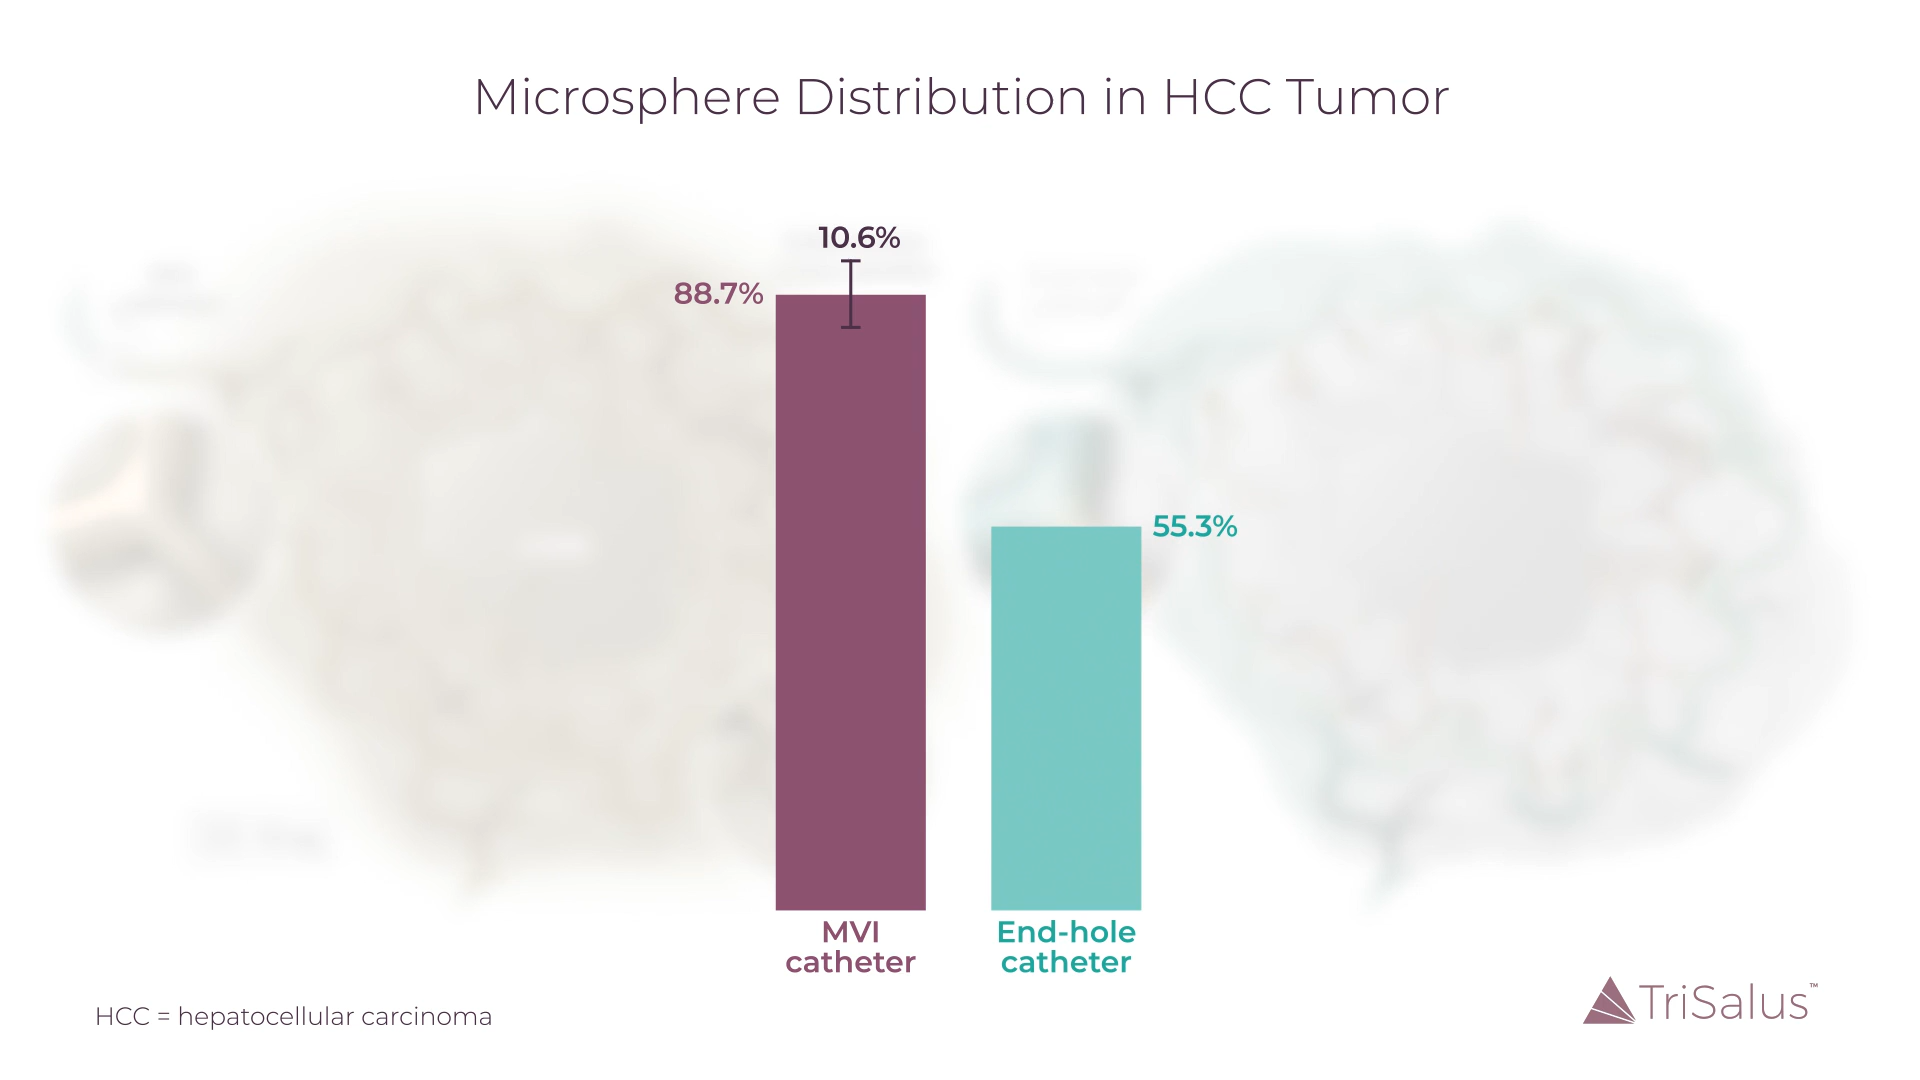 Microsphere Distribution in HCC Tumor
10.6%
88.7%
55.3%
MVI
catheter
End-hole
catheter
HCC = hepatocellular carcinoma
TriSalus™